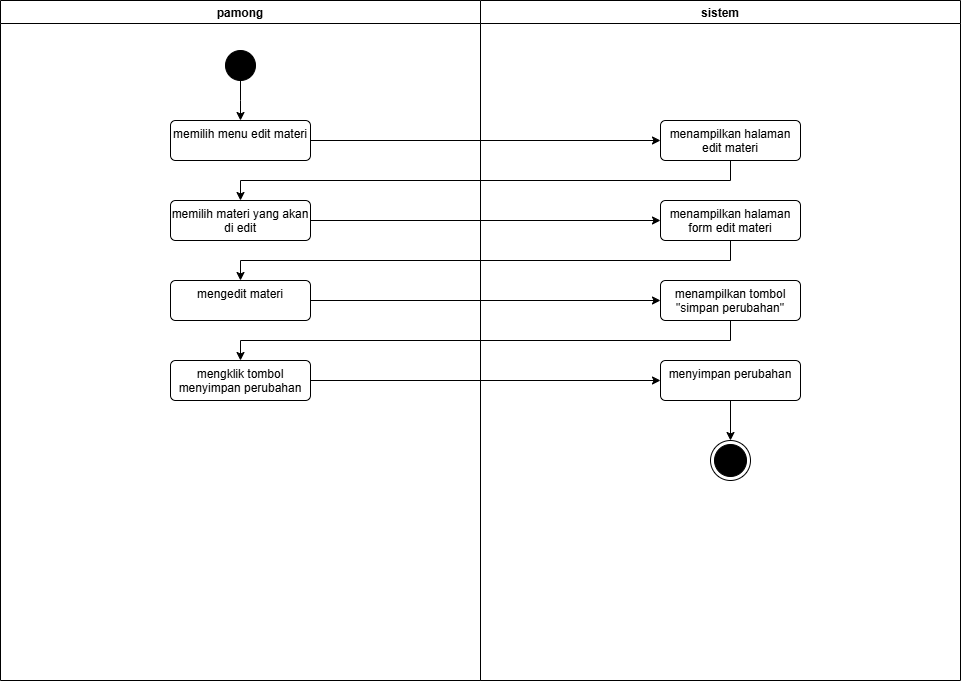 pamong
sistem
memilih menu edit materi
menampilkan halaman
edit materi
memilih materi yang akan
di edit
menampilkan halaman
form edit materi
mengedit materi
menampilkan tombol
"simpan perubahan"
mengklik tombol
menyimpan perubahan
menyimpan perubahan